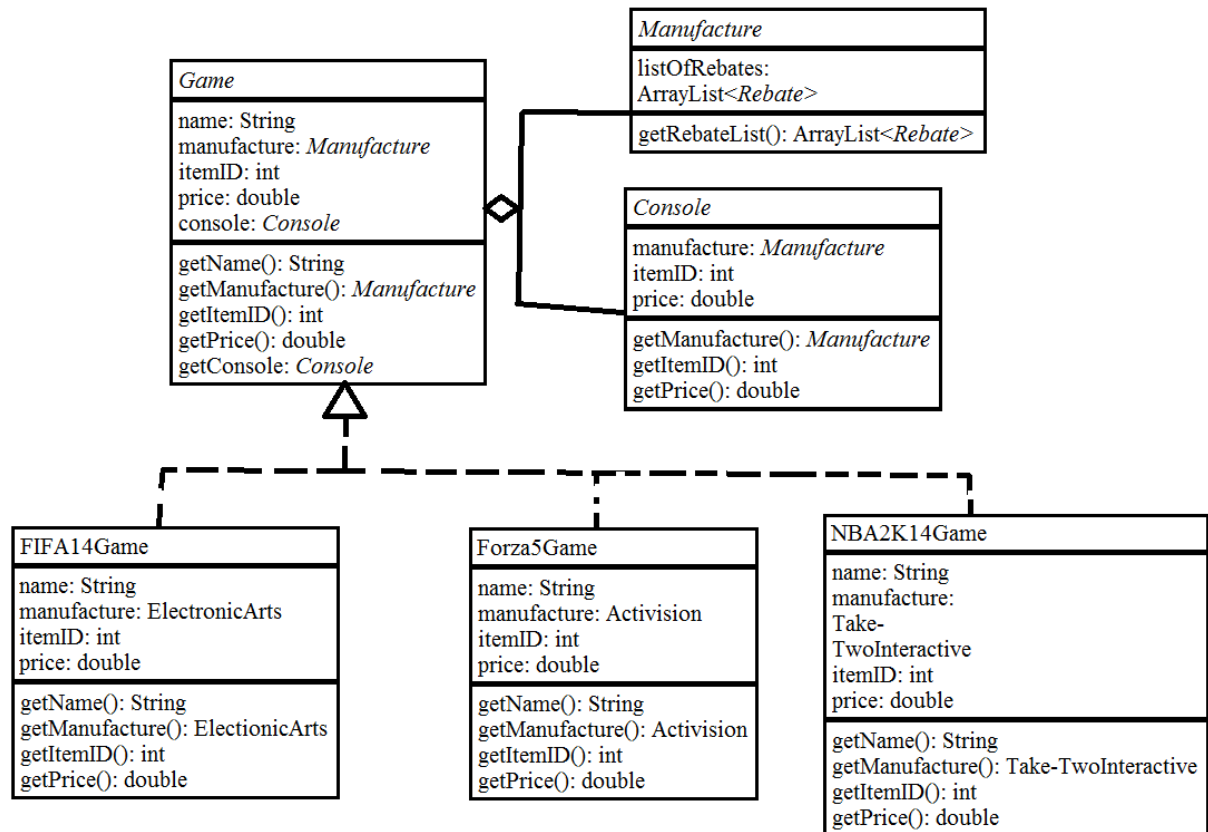 Game
name: String
manufacture: Manufacture
itemID: int
price: double
console: Console
getName(): String
getManufacture(): Manufacture
getItemID(): int
getPrice(): double
getConsole: Console
Manufacture
listOfRebates:
ArrayList<Rebate>
getRebateList(): ArrayList<Rebate>
Console
manufacture: Manufacture
itemID: int
price: double
getManufacture(): Manufacture
getItemID(): int
getPrice(): double
FIFA14Game
name: String
manufacture: ElectronicArts
itemID: int
price: double
getName(): String
getManufacture(): ElectionicArts
getItemID(): int
getPrice(): double
Forza5Game
name: String
manufacture: Activision
itemID: int
price: double
getName(): String
getManufacture(): Activision
getItemID(): int
getPrice(): double
NBA2K14Game
name: String
manufacture:
Take-
TwoInteractive
itemID: int
price: double
getName(): String
getManufacture(): Take-TwoInteractive
getItemID(): int
getPrice(): double